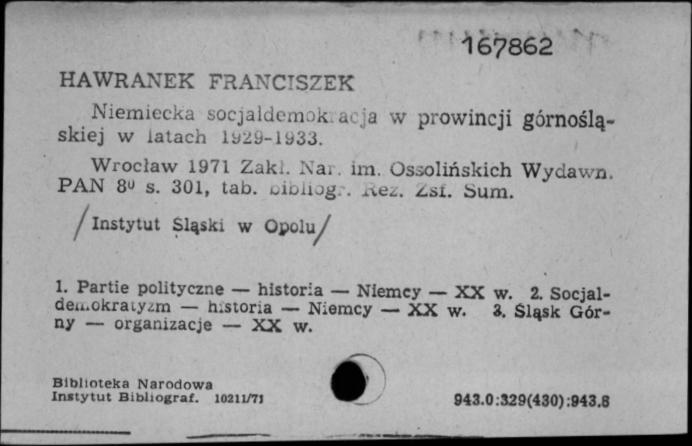 167862
HAWRANEK FRANCISZEK
Niemiecka socjaldemokracja w prowincji górnoślą-
skiej w latach 1929-1933.
Wrocław 1971 Zakł. Nar. im. Ossolińskich Wydawn.
PAN 8⁰ s. 301, tab. bibliogr. Rez. Zsf. Sum.
/Instytut Śląski w Opolu/
1. Partie polityczne — historia — Niemcy — XX w. 2. Socjal-
demokratyzm — historia — Niemcy — XX w. 3. Śląsk Gór-
ny — organizacje — XX w.
Biblioteka Narodowa
Instytut Bibliograf. 10211/71
943.0:329(430):943.8